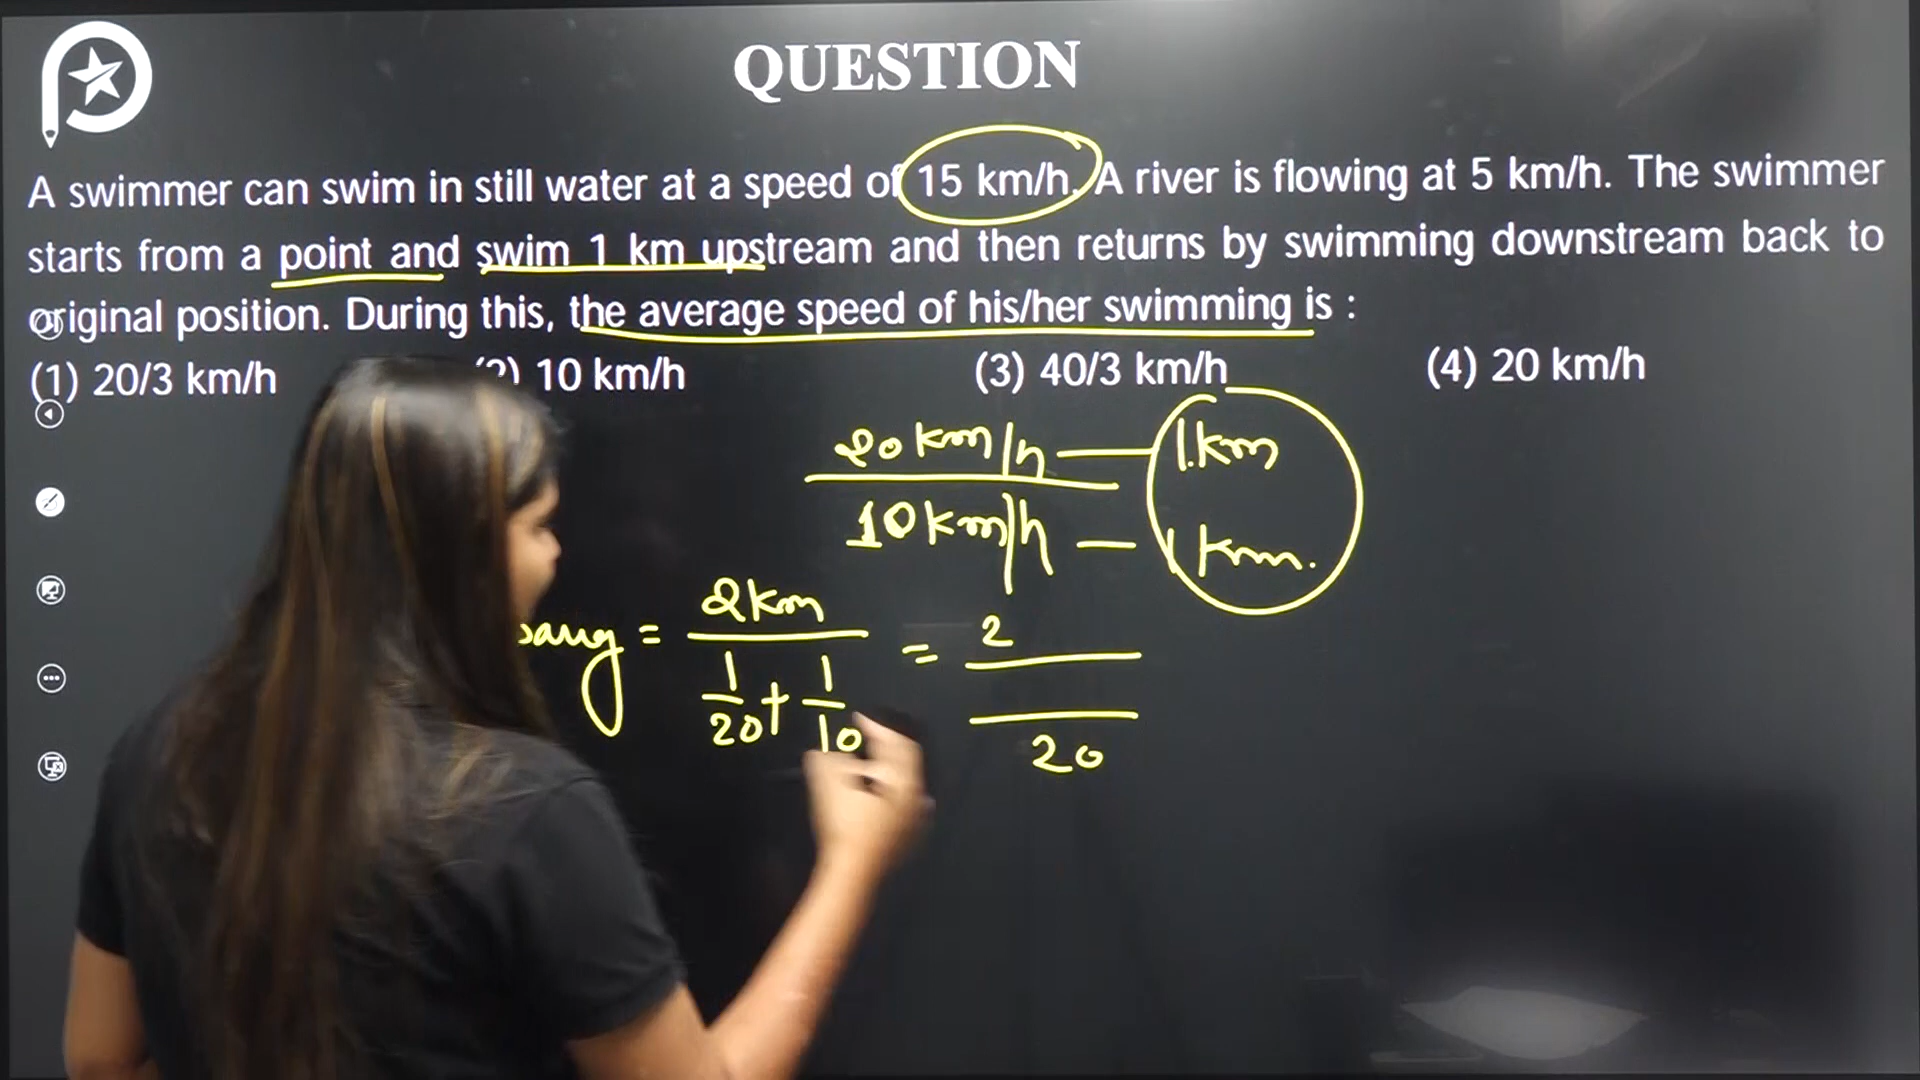 QUESTION
A swimmer can swim in still water at a speed of 15 km/h. A river is flowing at 5 km/h. The swimmer
starts from a point and swim 1 km upstream and then returns by swimming downstream back to
original position. During this, the average speed of his/her swimming is :
(1) 20/3 km/h (2) 10 km/h (3) 40/3 km/h (4) 20 km/h
20 km/h — 1 km
10 km/h — 1 km.
= 2 km / (1/20 + 1/10) = 2
20